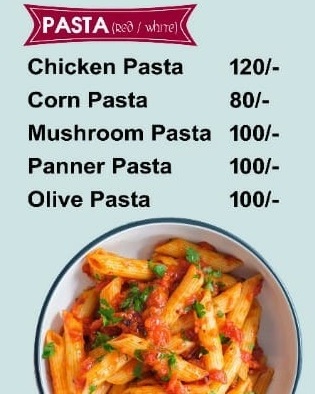 PASTA (Red / white)
Chicken Pasta 120/-
Corn Pasta 80/-
Mushroom Pasta 100/-
Panner Pasta 100/-
Olive Pasta 100/-